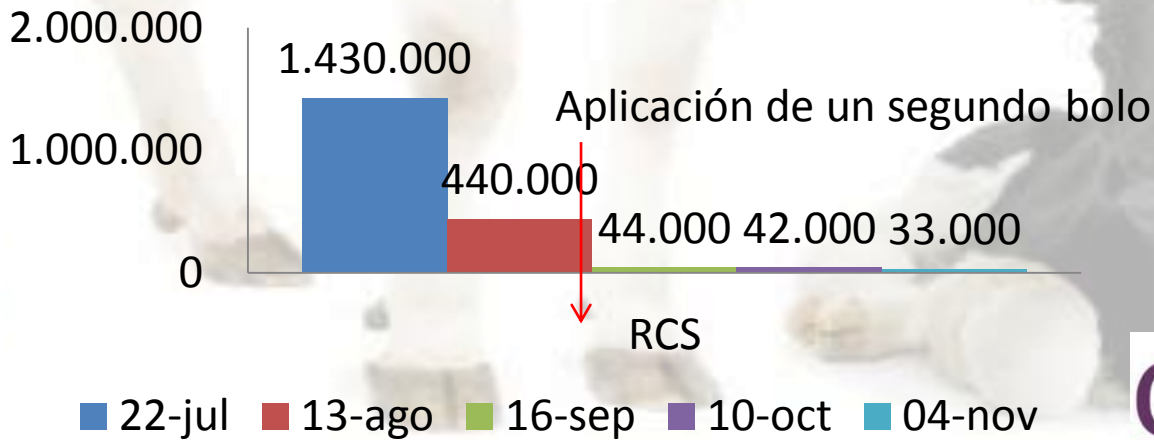 2.000.000
1.430.000
Aplicación de un segundo bolo
1.000.000
440.000
44.000 42.000 33.000
0
RCS
22-jul 13-ago 16-sep 10-oct 04-nov